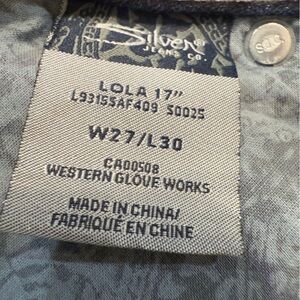 Silver
JEANS CO.
LOLA 17"
L93155AF409 S0025
W27/L30
CA00508
WESTERN GLOVE WORKS
MADE IN CHINA/
FABRIQUÉ EN CHINE